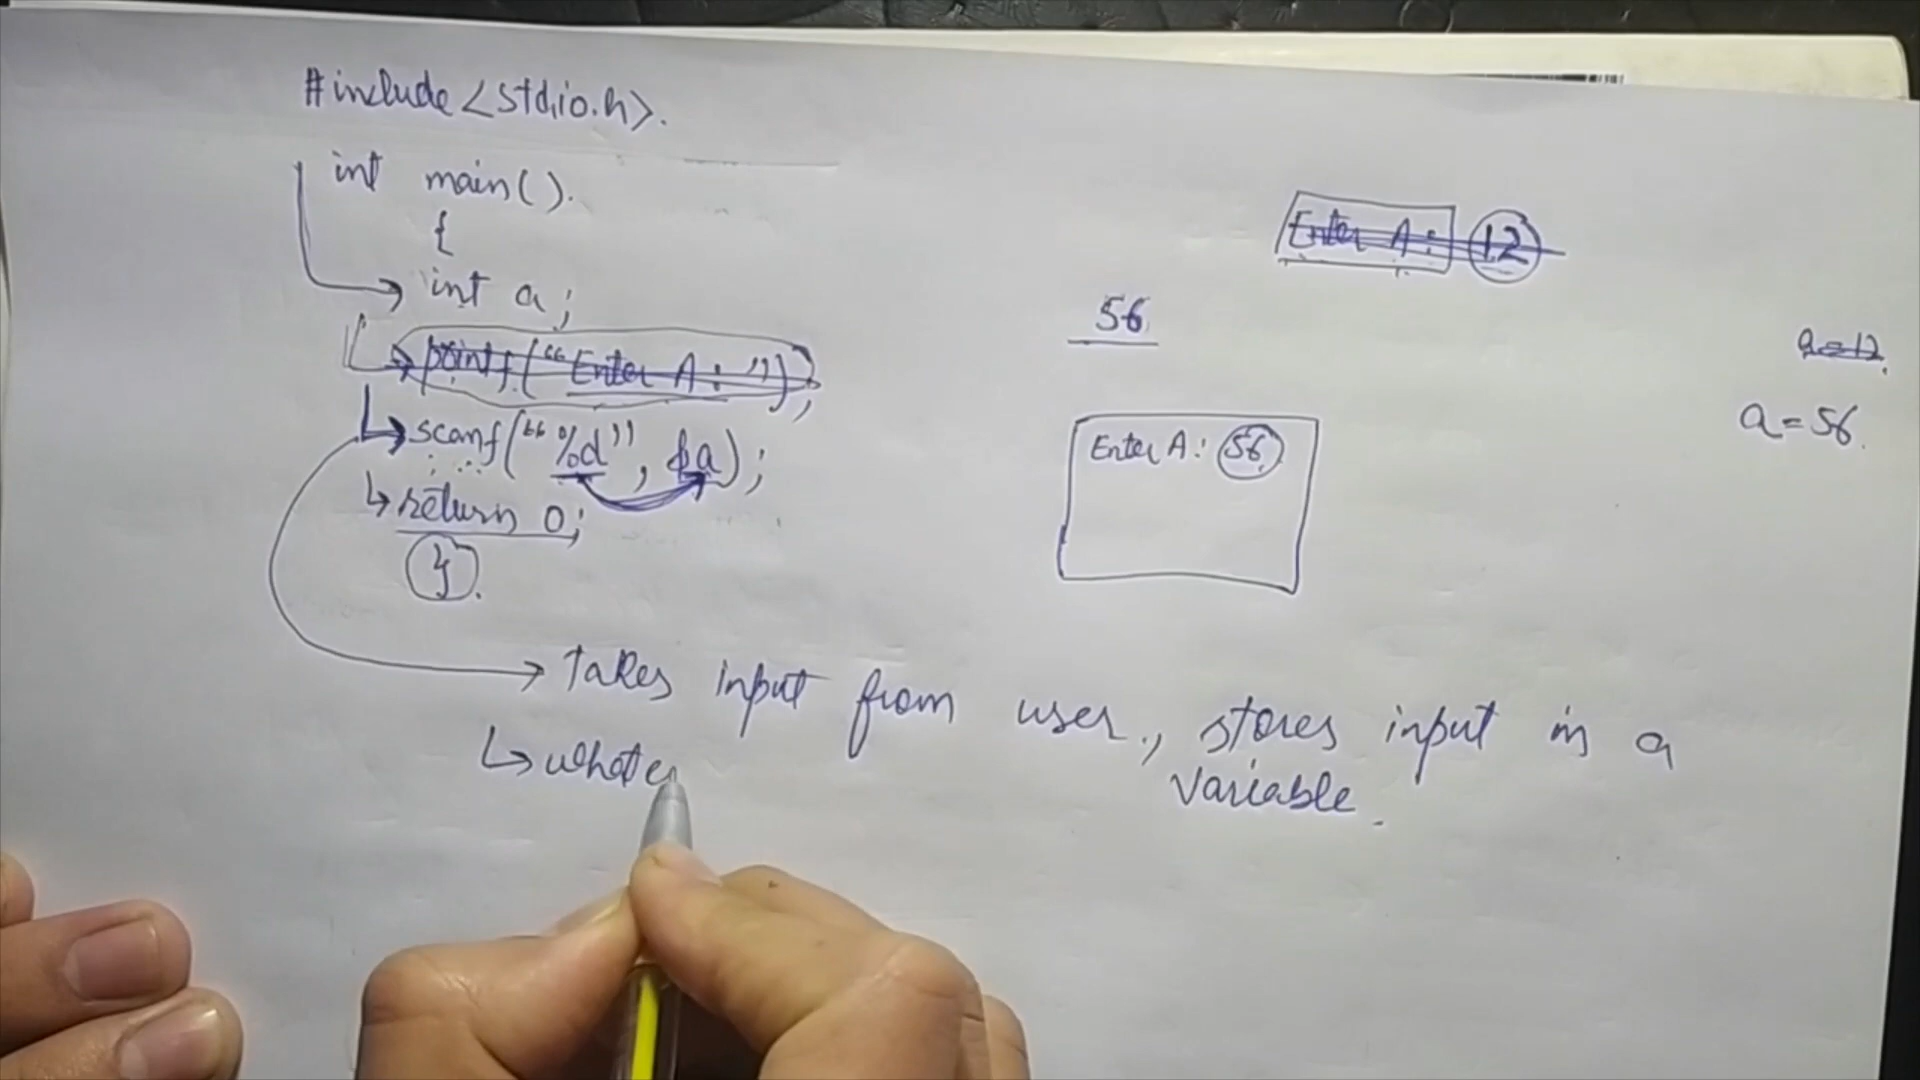 #include <stdio.h>.
int main().
{
int a;
printf("Enter A: ");
scanf("%d", &a);
return 0;
}.
Enter A: 12
56
a=12.
a=56.
Enter A: 56
Takes input from user., stores input in a
variable.
whate